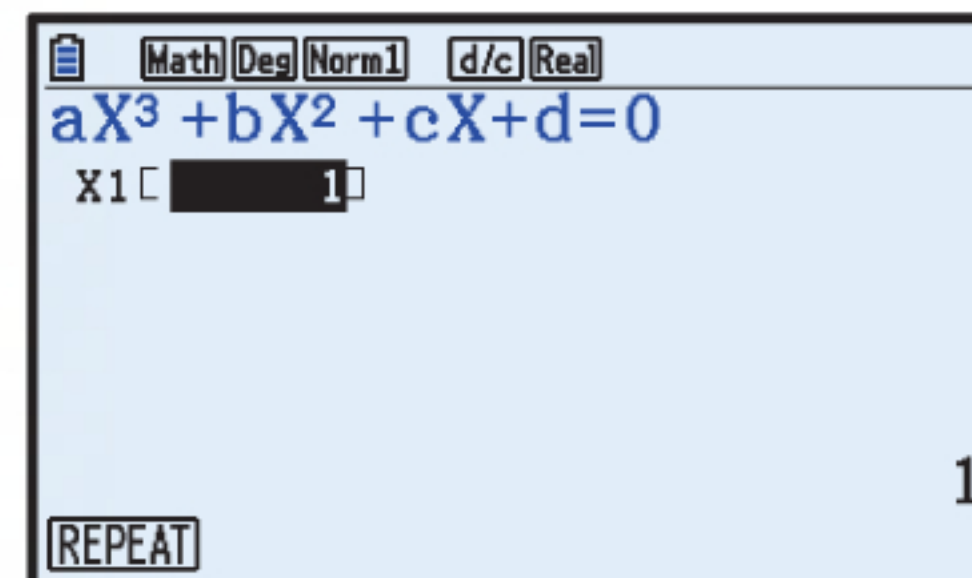 Math Deg Norm1 d/c Real
aX³+bX²+cX+d=0
X1[ 1]
1
REPEAT